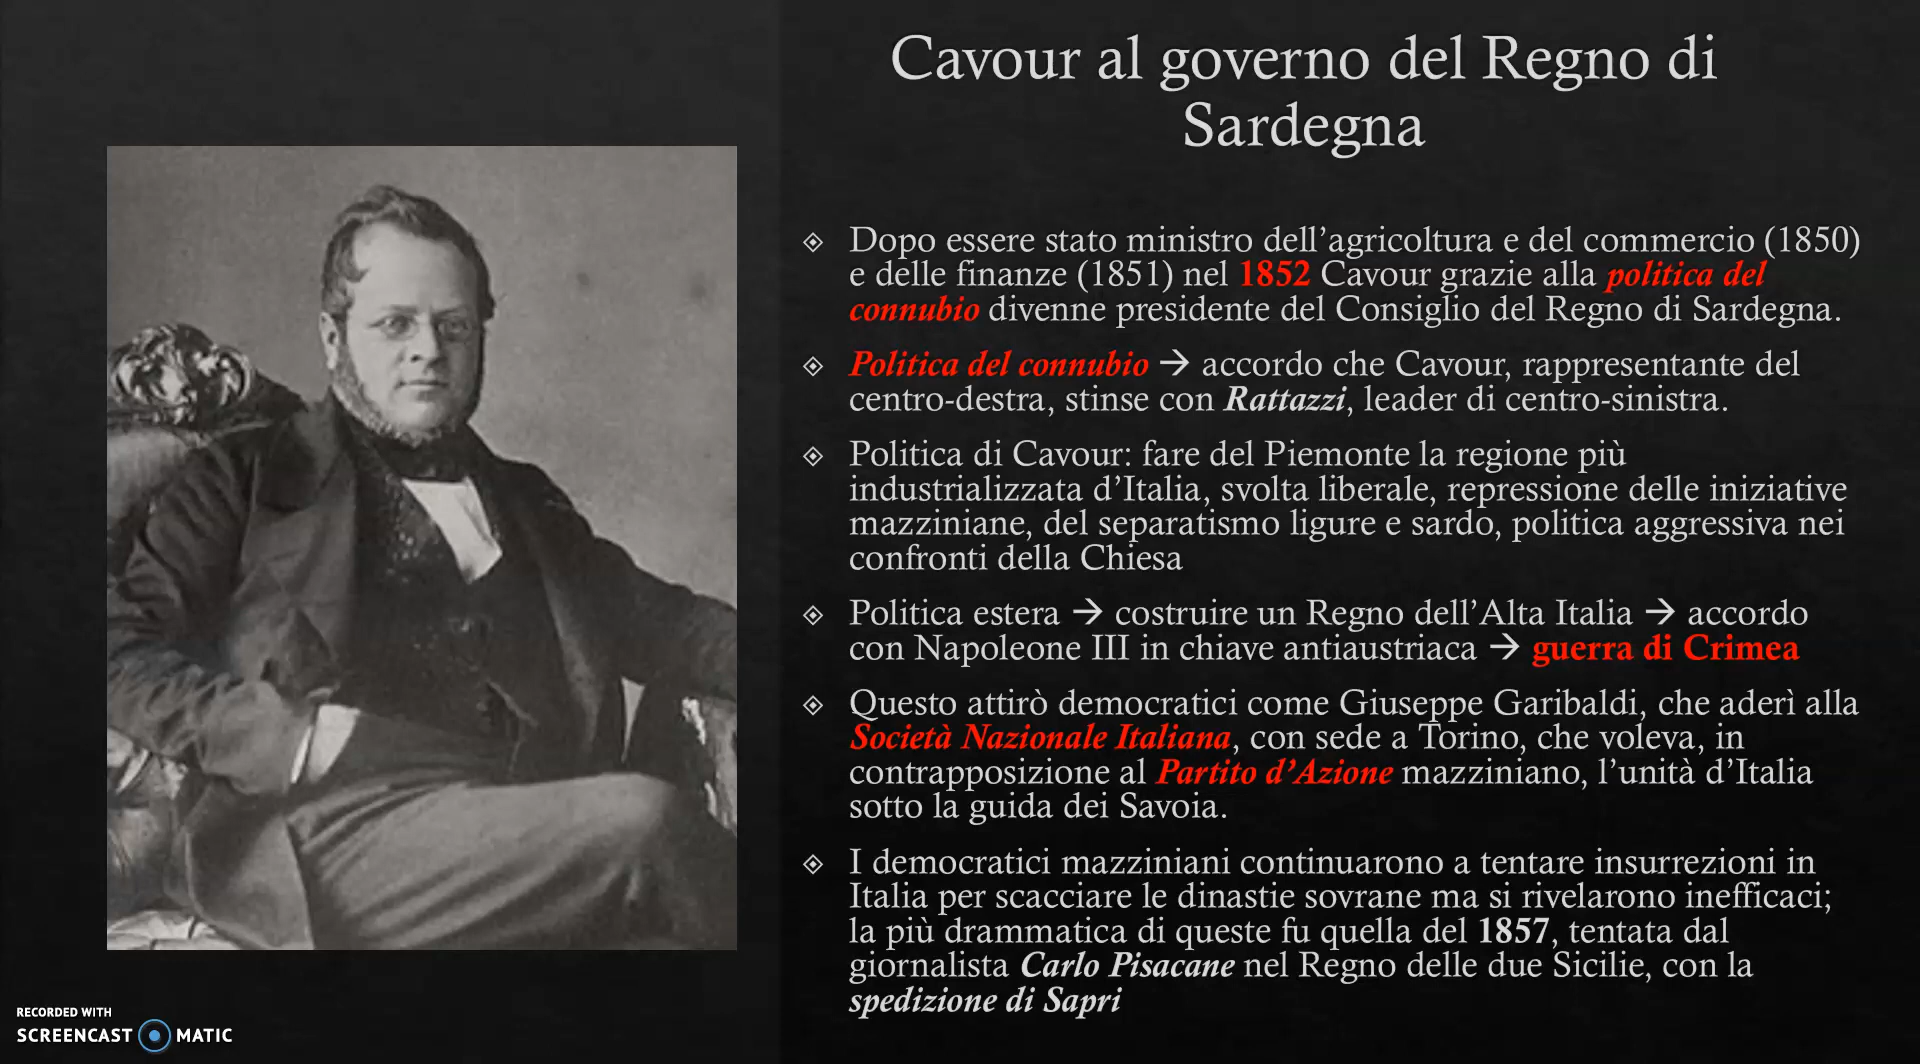 Cavour al governo del Regno di
Sardegna
Dopo essere stato ministro dell’agricoltura e del commercio (1850)
e delle finanze (1851) nel 1852 Cavour grazie alla politica del
connubio divenne presidente del Consiglio del Regno di Sardegna.
Politica del connubio → accordo che Cavour, rappresentante del
centro-destra, stinse con Rattazzi, leader di centro-sinistra.
Politica di Cavour: fare del Piemonte la regione più
industrializzata d’Italia, svolta liberale, repressione delle iniziative
mazziniane, del separatismo ligure e sardo, politica aggressiva nei
confronti della Chiesa
Politica estera → costruire un Regno dell’Alta Italia → accordo
con Napoleone III in chiave antiaustriaca → guerra di Crimea
Questo attirò democratici come Giuseppe Garibaldi, che aderì alla
Società Nazionale Italiana, con sede a Torino, che voleva, in
contrapposizione al Partito d’Azione mazziniano, l’unità d’Italia
sotto la guida dei Savoia.
I democratici mazziniani continuarono a tentare insurrezioni in
Italia per scacciare le dinastie sovrane ma si rivelarono inefficaci;
la più drammatica di queste fu quella del 1857, tentata dal
giornalista Carlo Pisacane nel Regno delle due Sicilie, con la
spedizione di Sapri
RECORDED WITH
SCREENCAST MATIC